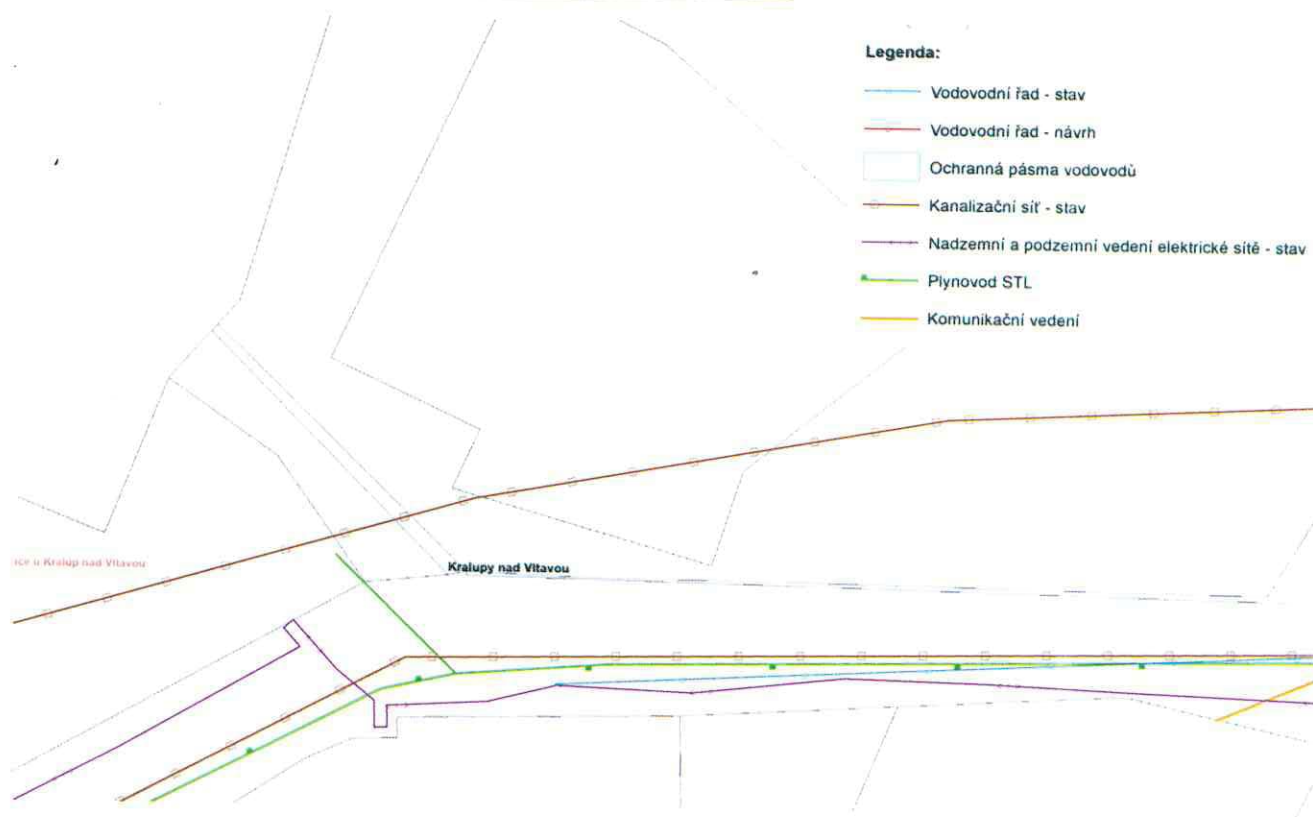 Legenda:
Vodovodní řad - stav
Vodovodní řad - návrh
Ochranná pásma vodovodů
Kanalizační síť - stav
Nadzemní a podzemní vedení elektrické sítě - stav
Plynovod STL
Komunikační vedení
ice u Kralup nad Vltavou
Kralupy nad Vltavou